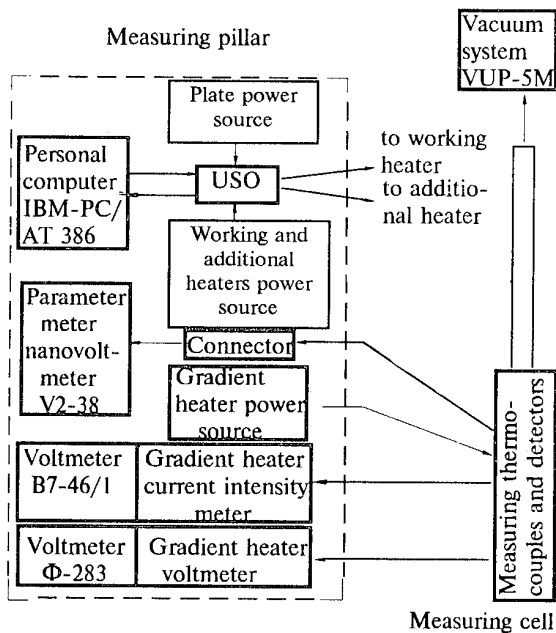 Measuring pillar
Vacuum
system
VUP-5M
Plate power
source
Personal
computer
IBM-PC/
AT 386
USO
to working
heater
to additio-
nal heater
Working and
additional
heaters power
source
Parameter
meter
nanovolt-
meter
V2-38
Connector
Gradient
heater power
source
Voltmeter
B7-46/1
Gradient heater
current intensity
meter
Voltmeter
Ф-283
Gradient heater
voltmeter
Measuring thermo-
couples and detectors
Measuring cell